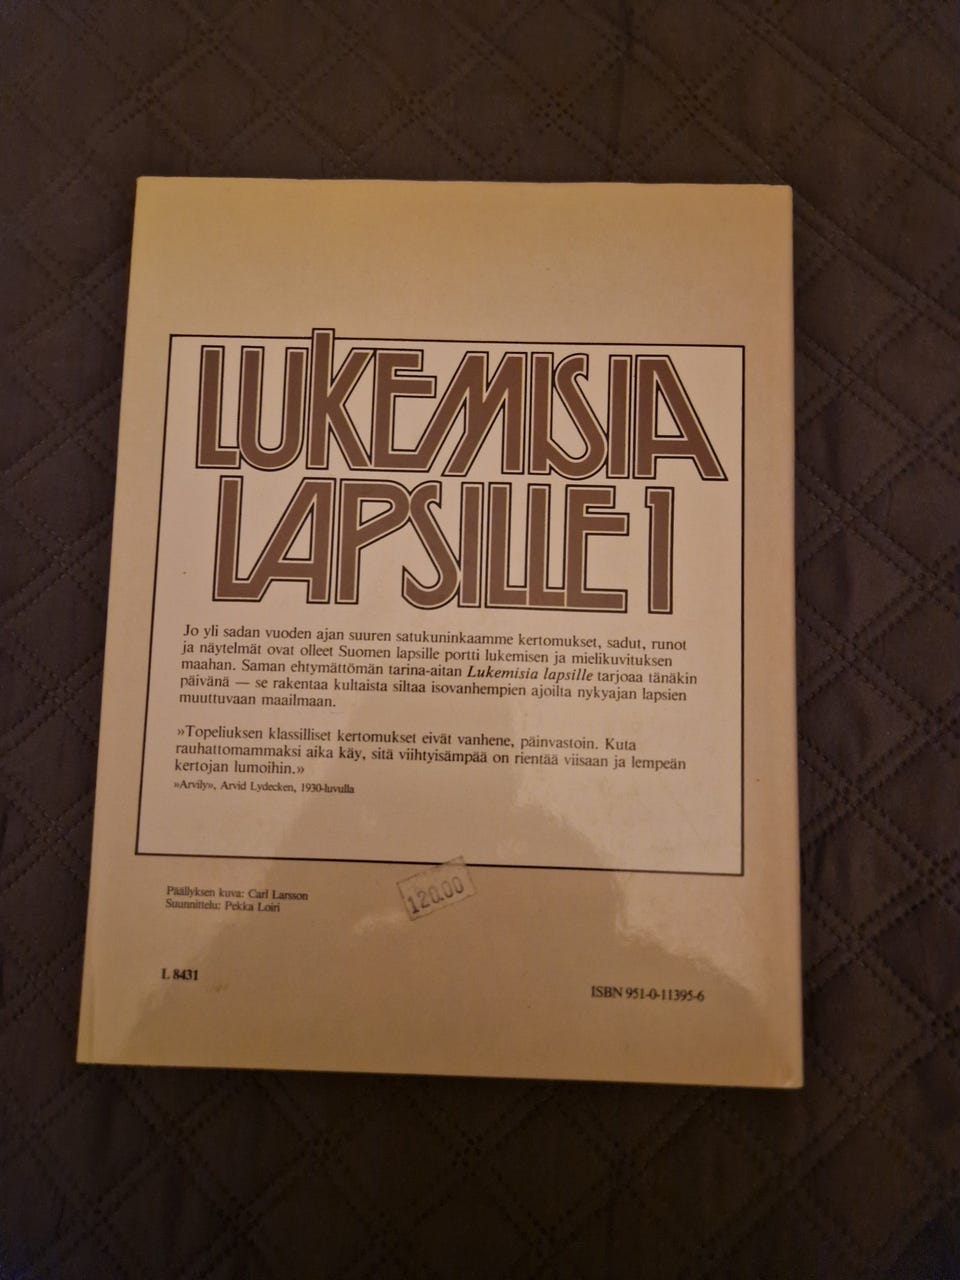 LUKEMISIA
LAPSILLE 1
Jo yli sadan vuoden ajan suuren satukuninkaamme kertomukset, sadut, runot
ja näytelmät ovat olleet Suomen lapsille portti lukemisen ja mielikuvituksen
maahan. Saman ehtymättömän tarina-aitan Lukemisia lapsille tarjoaa tänäkin
päivänä — se rakentaa kultaista siltaa isovanhempien ajoilta nykyajan lapsien
muuttuvaan maailmaan.
»Topeliuksen klassilliset kertomukset eivät vanhene, päinvastoin. Kuta
rauhattomammaksi aika käy, sitä viihtyisämpää on rientää viisaan ja lempeän
kertojan lumoihin.»
»Arvily», Arvid Lydecken, 1930-luvulla
120.00
Päällyksen kuva: Carl Larsson
Suunnittelu: Pekka Loiri
L 8431
ISBN 951-0-11395-6